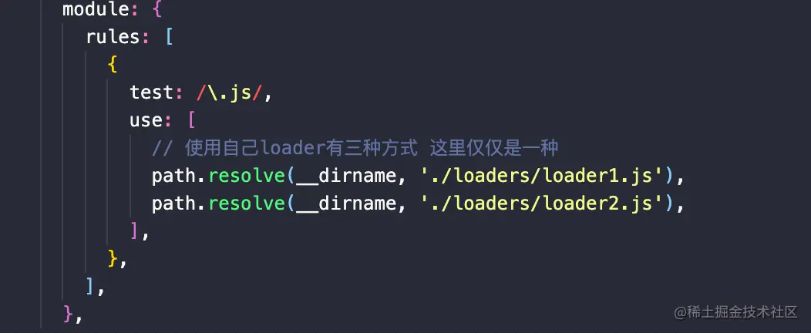 module: {
rules: [
{
test: /\.js/,
use: [
// 使用自己loader有三种方式 这里仅仅是一种
path.resolve(__dirname, './loaders/loader1.js'),
path.resolve(__dirname, './loaders/loader2.js'),
],
},
],
},
@稀土掘金技术社区